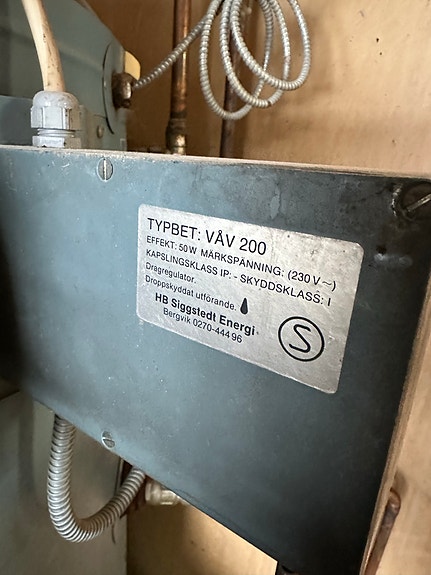 TYPBET: VÅV 200
EFFEKT: 50W MÄRKSPÄNNING: (230 V~)
KAPSLINGSKLASS IP: - SKYDDSKLASS: I
Dragregulator.
Droppskyddat utförande.
HB Siggstedt Energi
Bergvik 0270-444 96
S